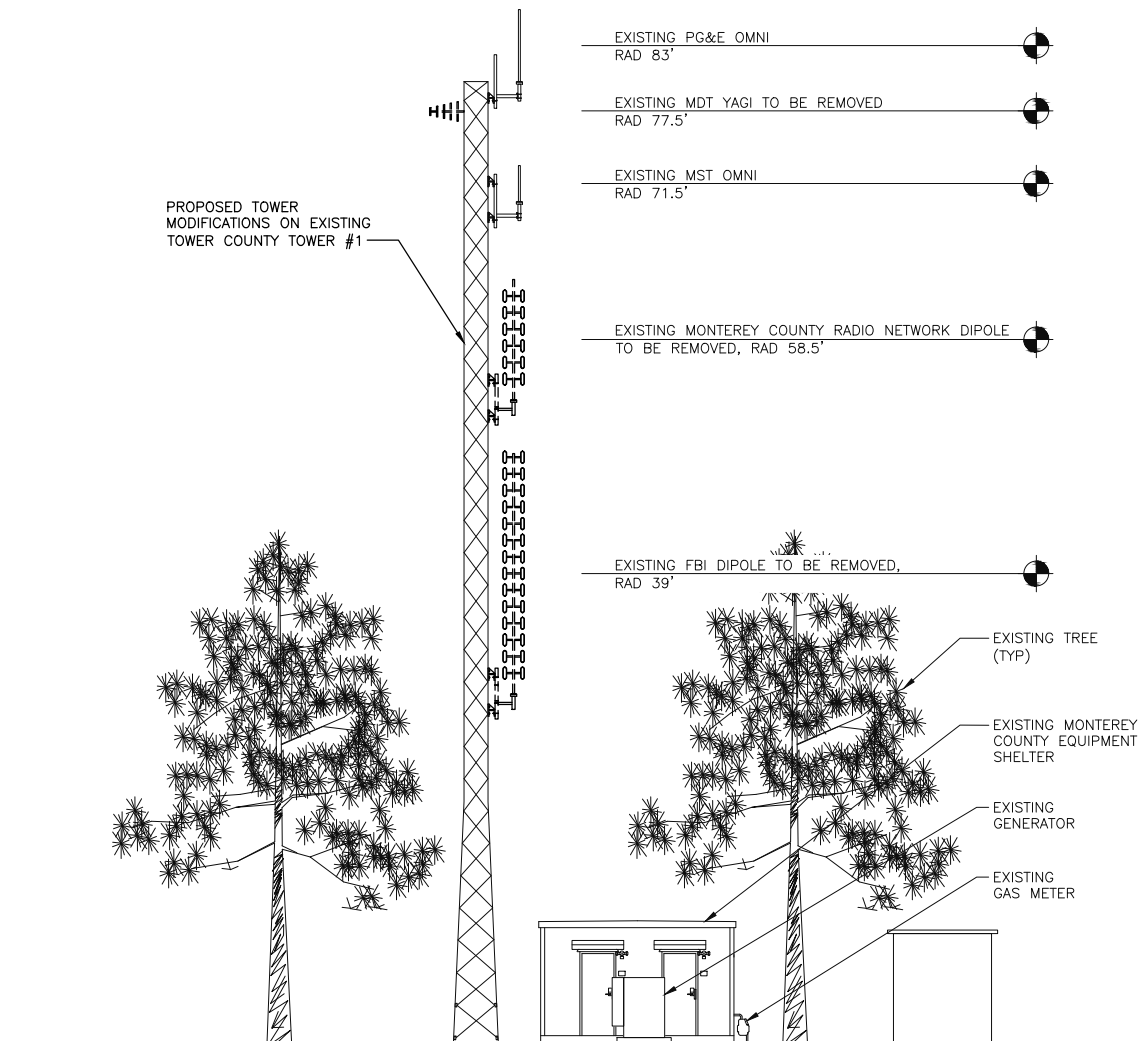 EXISTING PG&E OMNI
RAD 83'
EXISTING MDT YAGI TO BE REMOVED
RAD 77.5'
EXISTING MST OMNI
RAD 71.5'
PROPOSED TOWER
MODIFICATIONS ON EXISTING
TOWER COUNTY TOWER #1
EXISTING MONTEREY COUNTY RADIO NETWORK DIPOLE
TO BE REMOVED, RAD 58.5'
EXISTING FBI DIPOLE TO BE REMOVED,
RAD 39'
EXISTING TREE
(TYP)
EXISTING MONTEREY
COUNTY EQUIPMENT
SHELTER
EXISTING
GENERATOR
EXISTING
GAS METER